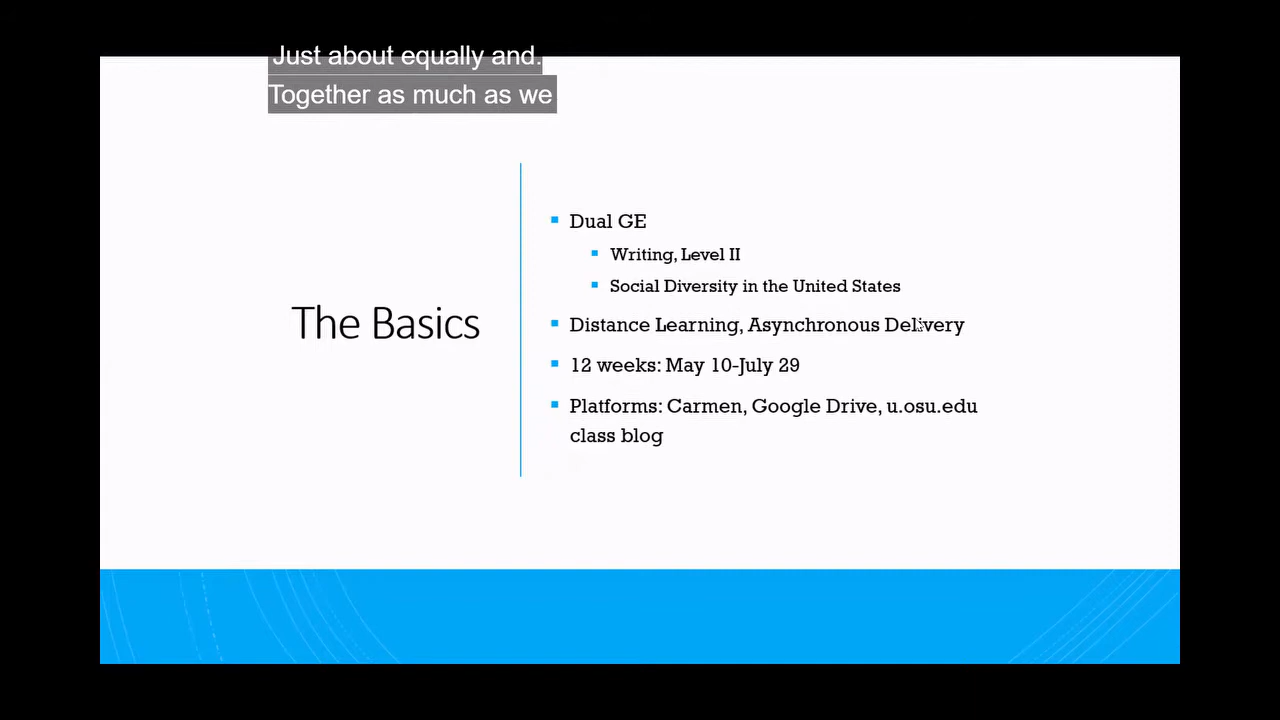 Just about equally and.
Together as much as we
The Basics
Dual GE
Writing, Level II
Social Diversity in the United States
Distance Learning, Asynchronous Delivery
12 weeks: May 10-July 29
Platforms: Carmen, Google Drive, u.osu.edu
class blog